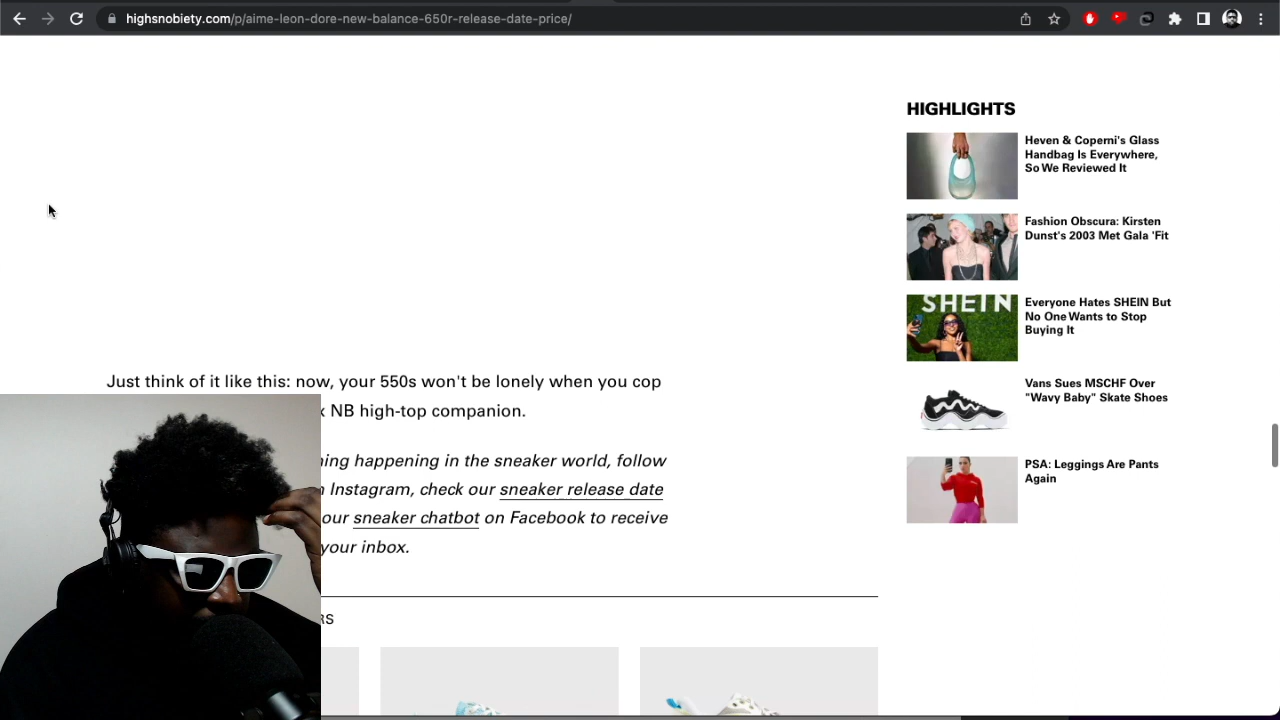 highsnobiety.com/p/aime-leon-dore-new-balance-650r-release-date-price/
HIGHLIGHTS
Heven & Coperni's Glass
Handbag Is Everywhere,
So We Reviewed It
Fashion Obscura: Kirsten
Dunst's 2003 Met Gala 'Fit
SHEIN
Everyone Hates SHEIN But
No One Wants to Stop
Buying It
Vans Sues MSCHF Over
"Wavy Baby" Skate Shoes
PSA: Leggings Are Pants
Again
Just think of it like this: now, your 550s won't be lonely when you cop
NB high-top companion.
happening in the sneaker world, follow
Instagram, check our sneaker release date
our sneaker chatbot on Facebook to receive
your inbox.